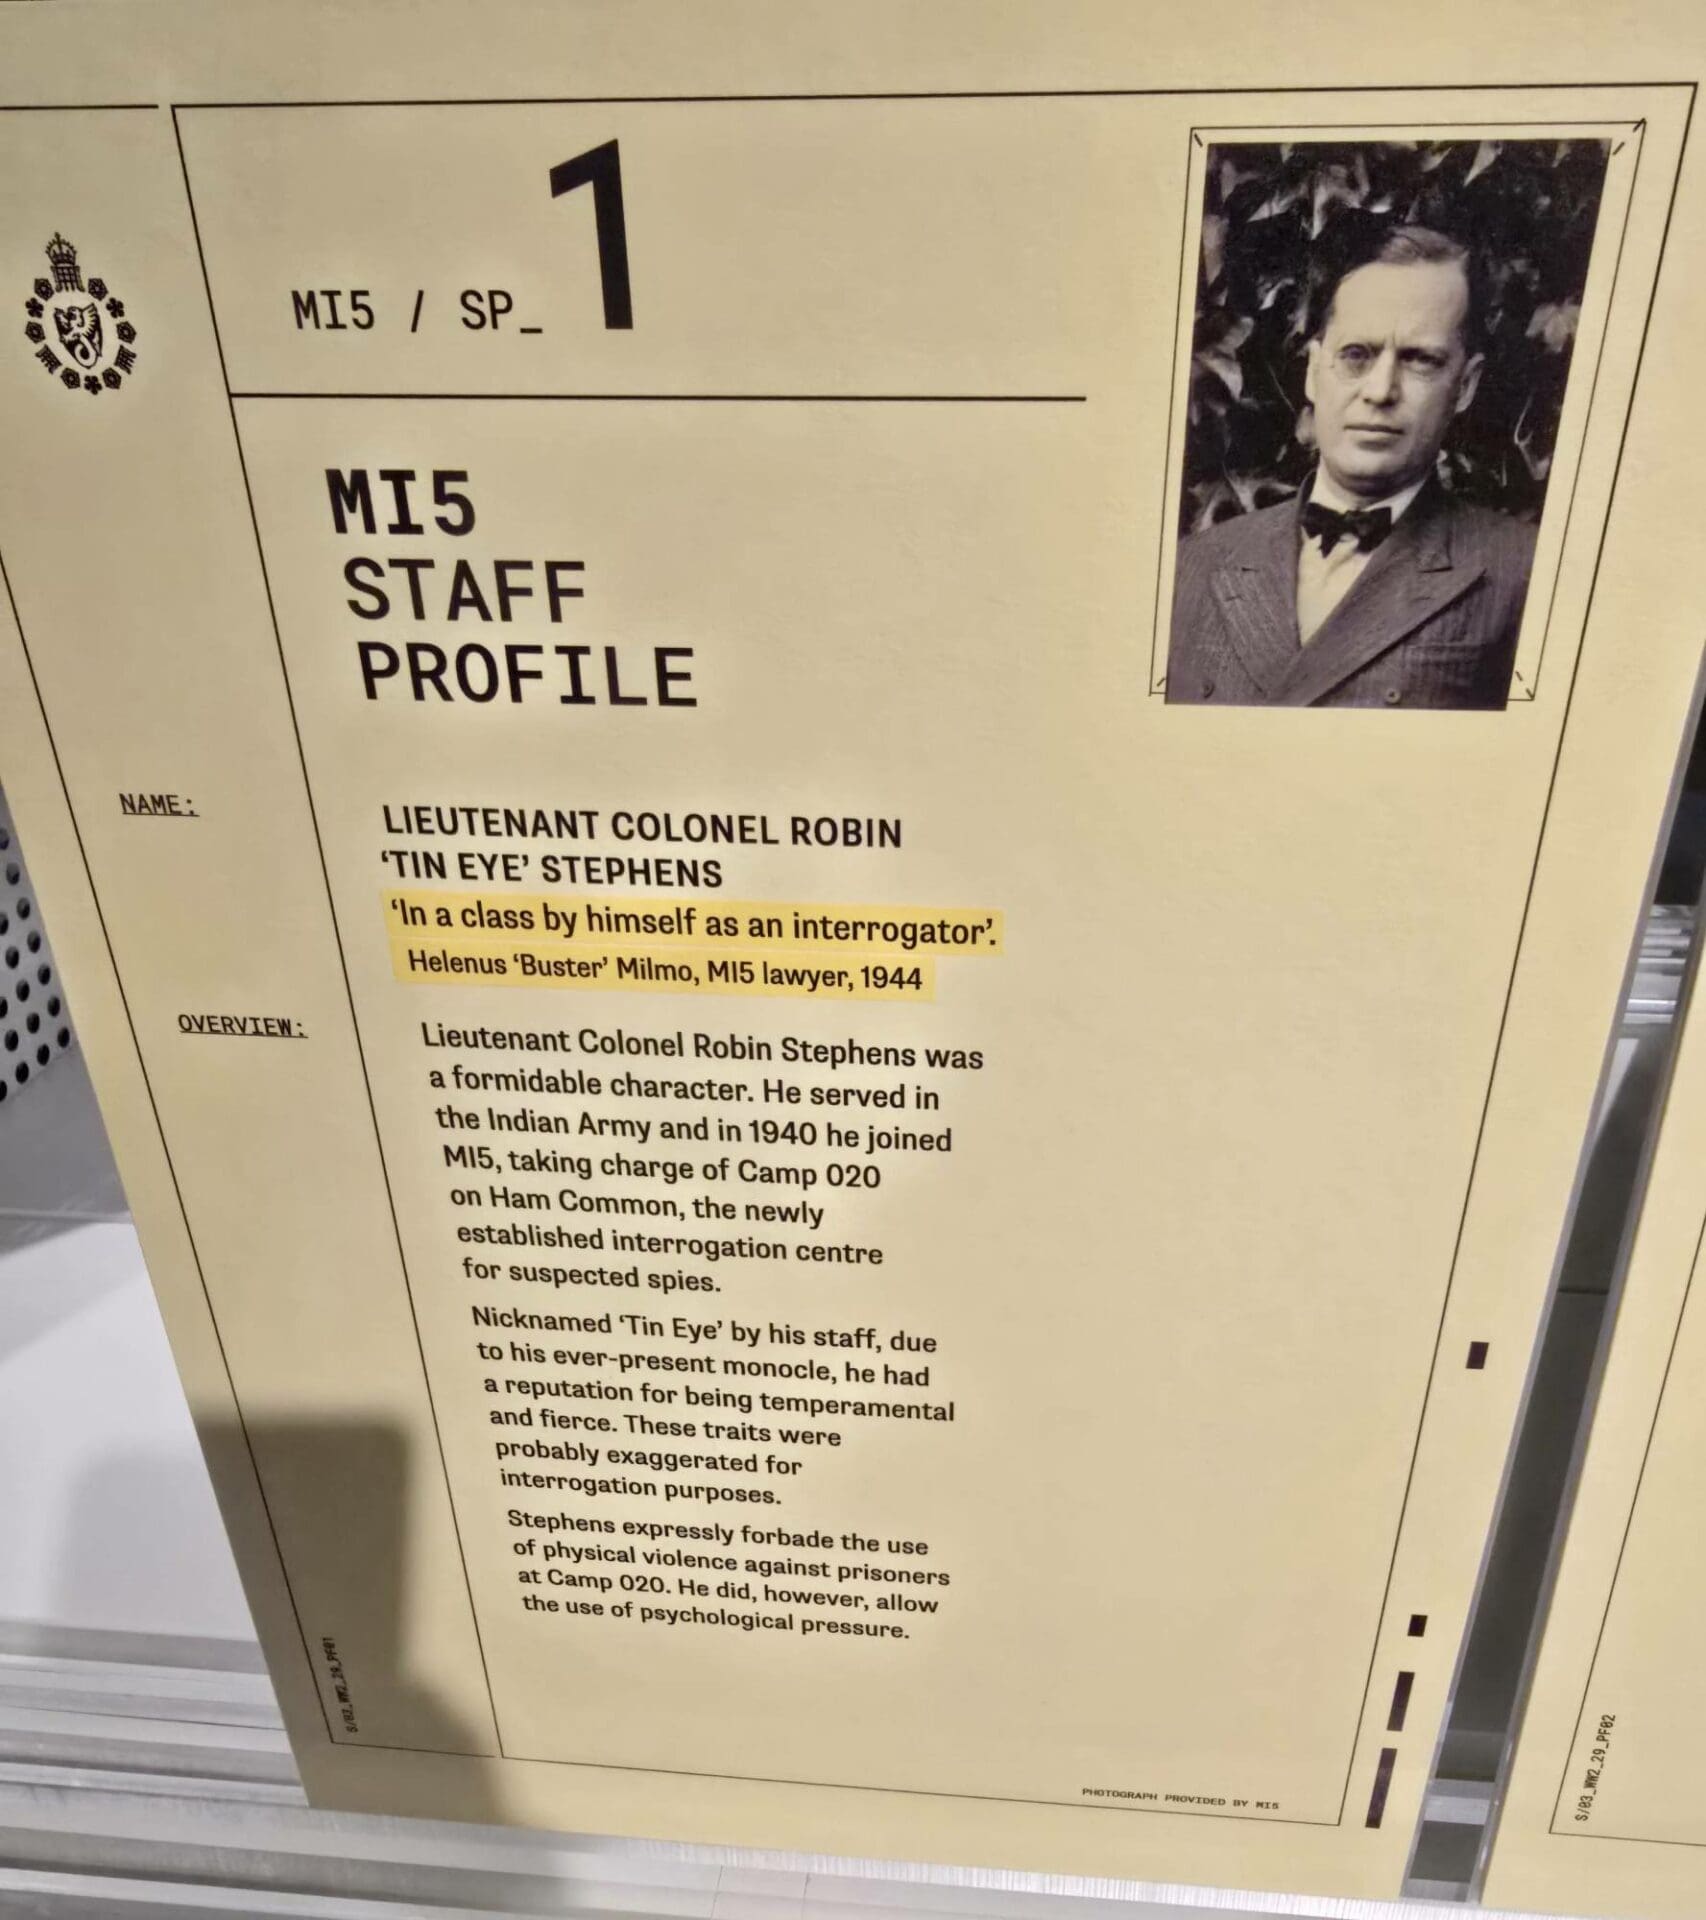 MI5 / SP_1
MI5
STAFF
PROFILE
NAME:
LIEUTENANT COLONEL ROBIN
‘TIN EYE’ STEPHENS
‘In a class by himself as an interrogator’.
Helenus ‘Buster’ Milmo, MI5 lawyer, 1944
OVERVIEW:
Lieutenant Colonel Robin Stephens was
a formidable character. He served in
the Indian Army and in 1940 he joined
MI5, taking charge of Camp 020
on Ham Common, the newly
established interrogation centre
for suspected spies.
Nicknamed ‘Tin Eye’ by his staff, due
to his ever-present monocle, he had
a reputation for being temperamental
and fierce. These traits were
probably exaggerated for
interrogation purposes.
Stephens expressly forbade the use
of physical violence against prisoners
at Camp 020. He did, however, allow
the use of psychological pressure.
S/03_WW2_29_PF01
PHOTOGRAPH PROVIDED BY MI5
S/03_WW2_29_PF02